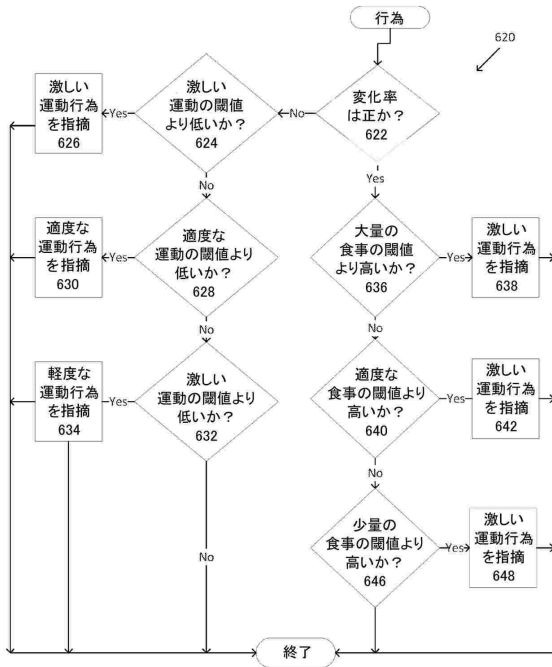 行為
620
変化率
は正か?
622
No
Yes
激しい
運動の閾値
より低いか?
624
Yes
No
激しい
運動行為
を指摘
626
適度な
運動の閾値より
低いか?
628
Yes
No
適度な
運動行為
を指摘
630
激しい
運動の閾値より
低いか?
632
Yes
No
軽度な
運動行為
を指摘
634
大量の
食事の閾値
より高いか?
636
Yes
No
激しい
運動行為
を指摘
638
適度な
食事の閾値より
高いか?
640
Yes
No
激しい
運動行為
を指摘
642
少量の
食事の閾値より
高いか?
646
Yes
激しい
運動行為
を指摘
648
終了